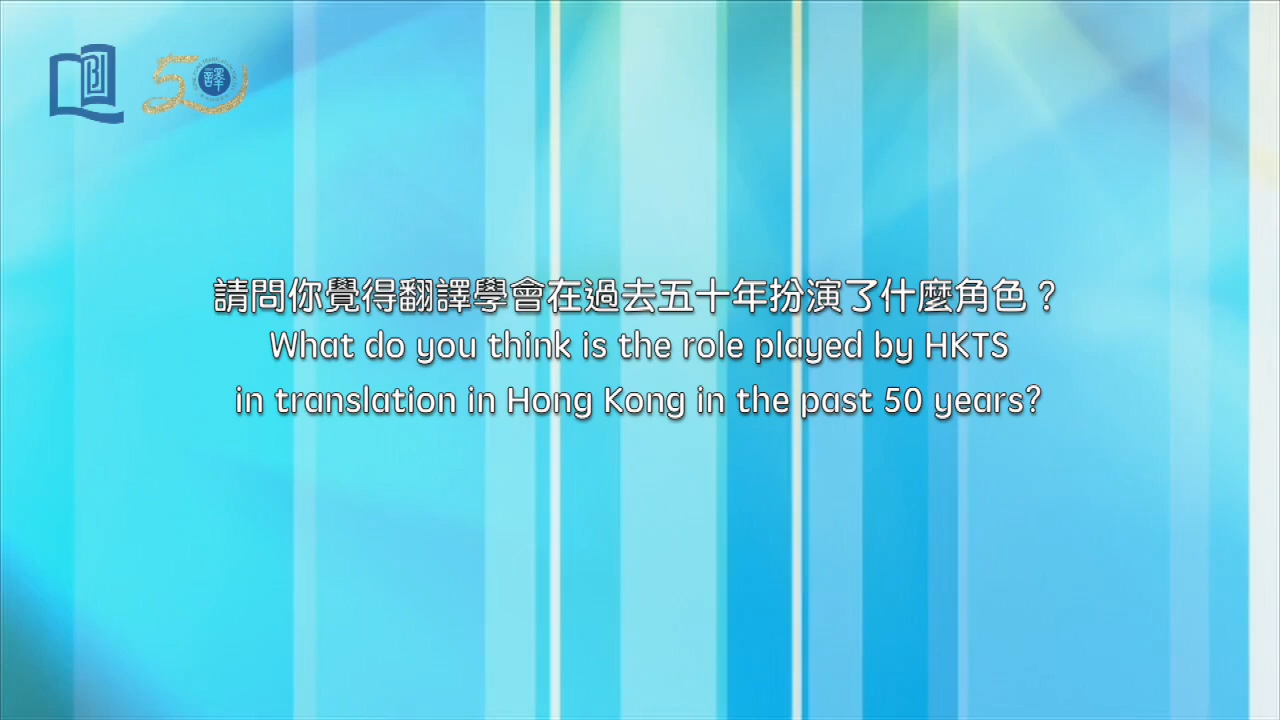 50
譯
請問你覺得翻譯學會在過去五十年扮演了什麼角色？
What do you think is the role played by HKTS
in translation in Hong Kong in the past 50 years?